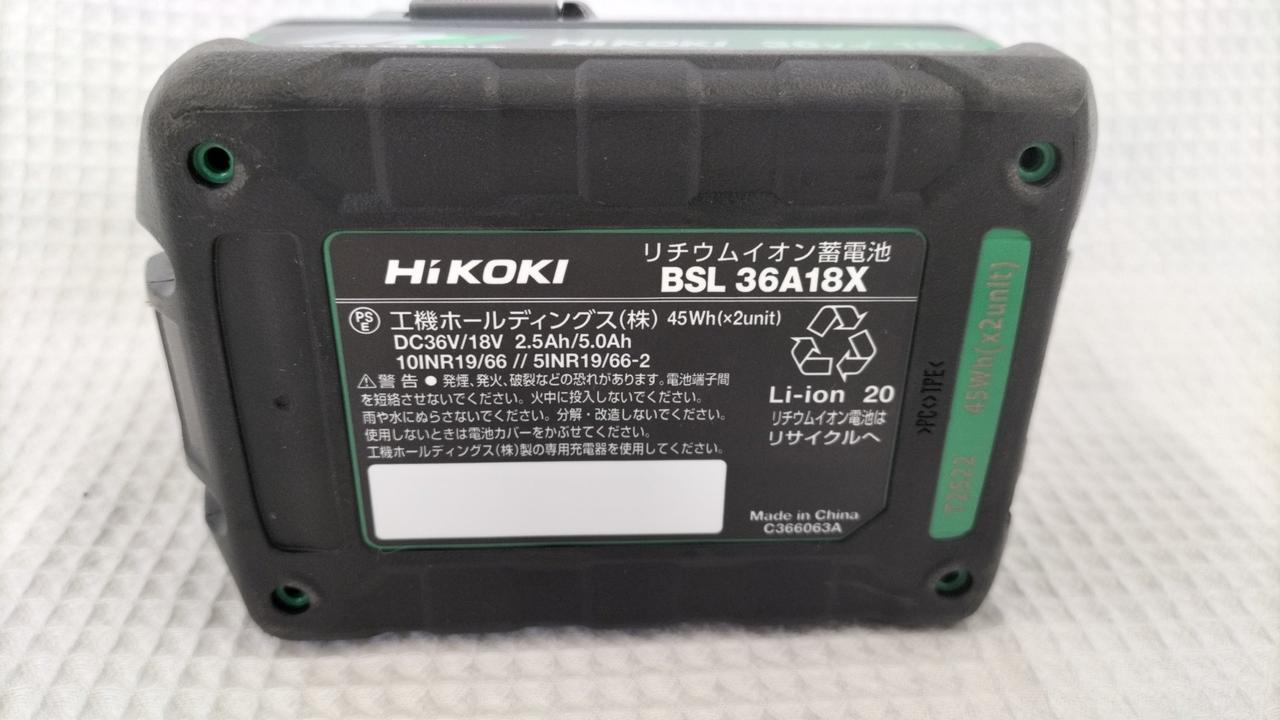 HiKOKI
HiKOKI
リチウムイオン蓄電池
BSL 36A18X
PS
E
工機ホールディングス(株) 45Wh(×2unit)
DC36V/18V 2.5Ah/5.0Ah
10INR19/66 // 5INR19/66-2
⚠警告 ● 発煙、発火、破裂などの恐れがあります。電池端子間
を短絡させないでください。火中に投入しないでください。
雨や水にぬらさないでください。分解・改造しないでください。
使用しないときは電池カバーをかぶせてください。
工機ホールディングス(株)製の専用充電器を使用してください。
Li-ion 20
リチウムイオン電池は
リサイクルへ
Made in China
C366063A
>PC<>TPE<
T2522 45Wh(x2unit)